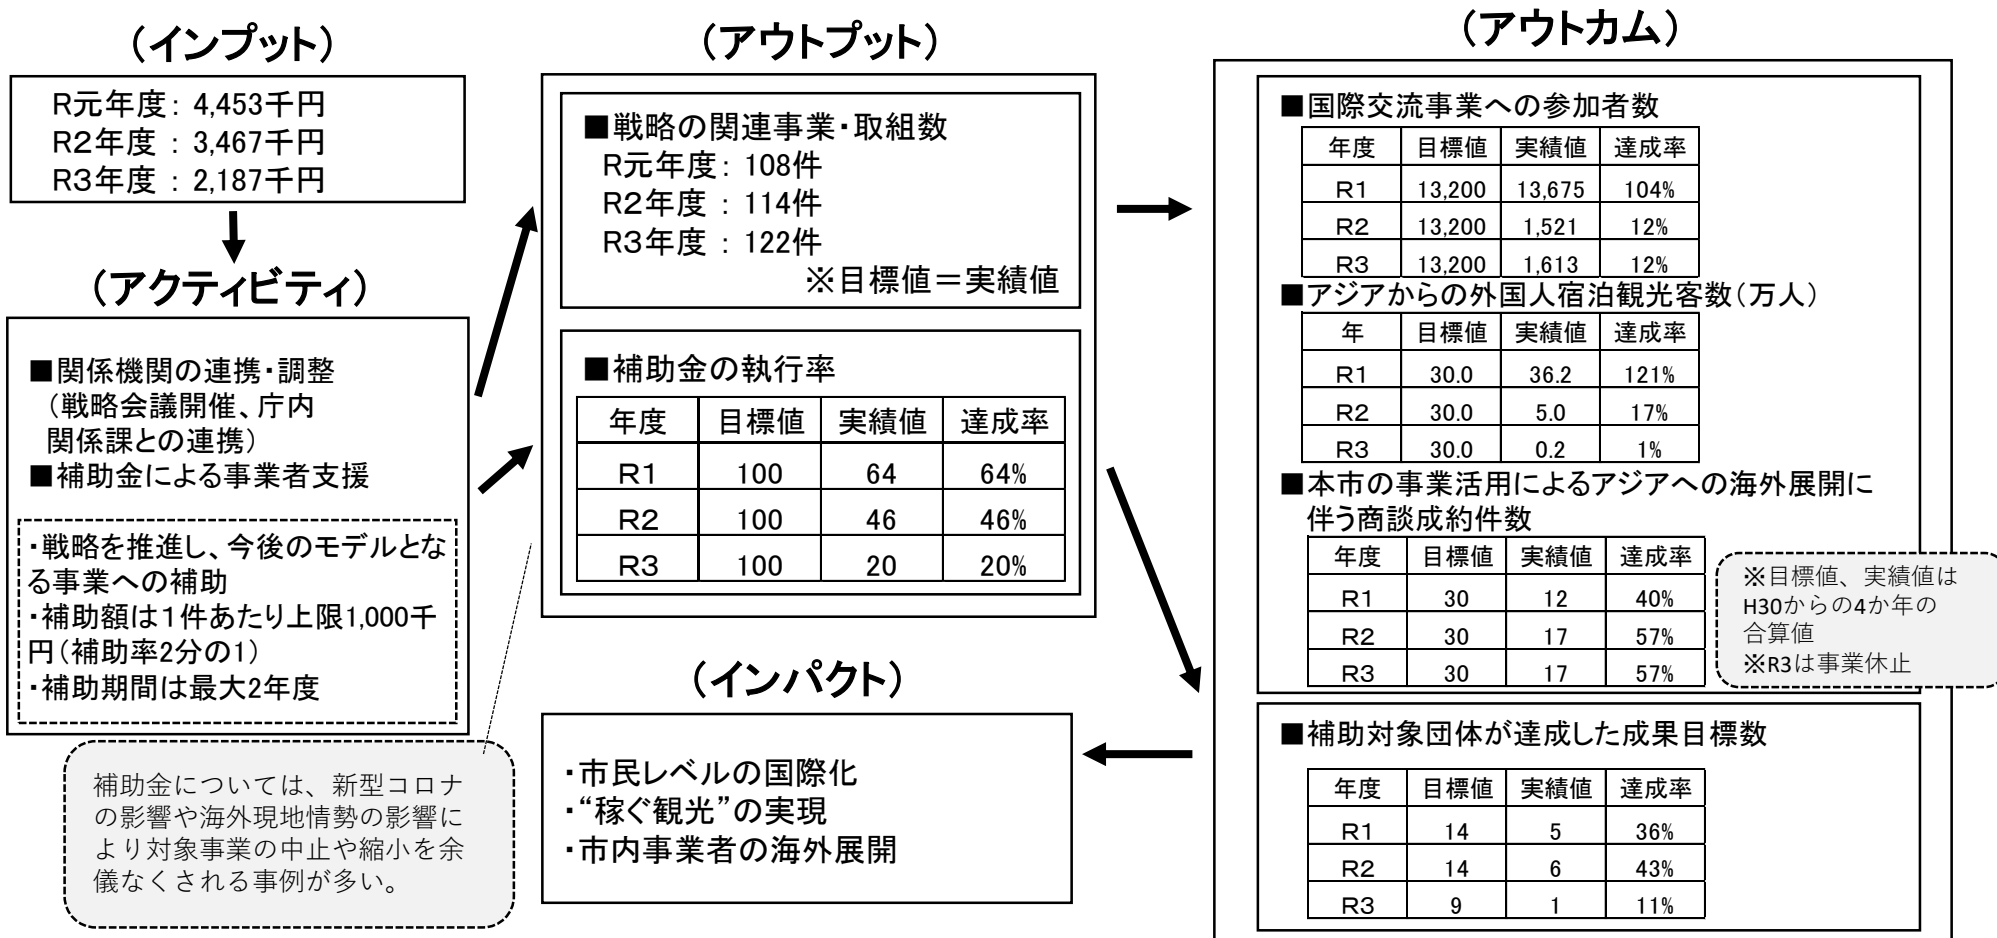 （インプット）
R元年度： 4,453千円
R2年度 ： 3,467千円
R3年度 ： 2,187千円
（アクティビティ）
■関係機関の連携・調整
（戦略会議開催、庁内
関係課との連携）
■補助金による事業者支援
・戦略を推進し、今後のモデルとな
る事業への補助
・補助額は１件あたり上限1,000千
円（補助率2分の1）
・補助期間は最大2年度
補助金については、新型コロナ
の影響や海外現地情勢の影響に
より対象事業の中止や縮小を余
儀なくされる事例が多い。
（アウトプット）
■戦略の関連事業・取組数
R元年度： 108件
R２年度 ： 114件
R３年度 ： 122件
※目標値＝実績値
■補助金の執行率
年度 目標値 実績値 達成率
R１ 100 64 64%
R２ 100 46 46%
R３ 100 20 20%
（インパクト）
・市民レベルの国際化
・“稼ぐ観光”の実現
・市内事業者の海外展開
（アウトカム）
■国際交流事業への参加者数
年度 目標値 実績値 達成率
R１ 13,200 13,675 104%
R２ 13,200 1,521 12%
R３ 13,200 1,613 12%
■アジアからの外国人宿泊観光客数（万人）
年 目標値 実績値 達成率
R１ 30.0 36.2 121%
R２ 30.0 5.0 17%
R３ 30.0 0.2 1%
■本市の事業活用によるアジアへの海外展開に
伴う商談成約件数
年度 目標値 実績値 達成率
R１ 30 12 40%
R２ 30 17 57%
R３ 30 17 57%
※目標値、実績値は
H30からの4か年の
合算値
※R3は事業休止
■補助対象団体が達成した成果目標数
年度 目標値 実績値 達成率
R１ 14 5 36%
R２ 14 6 43%
R３ 9 1 11%